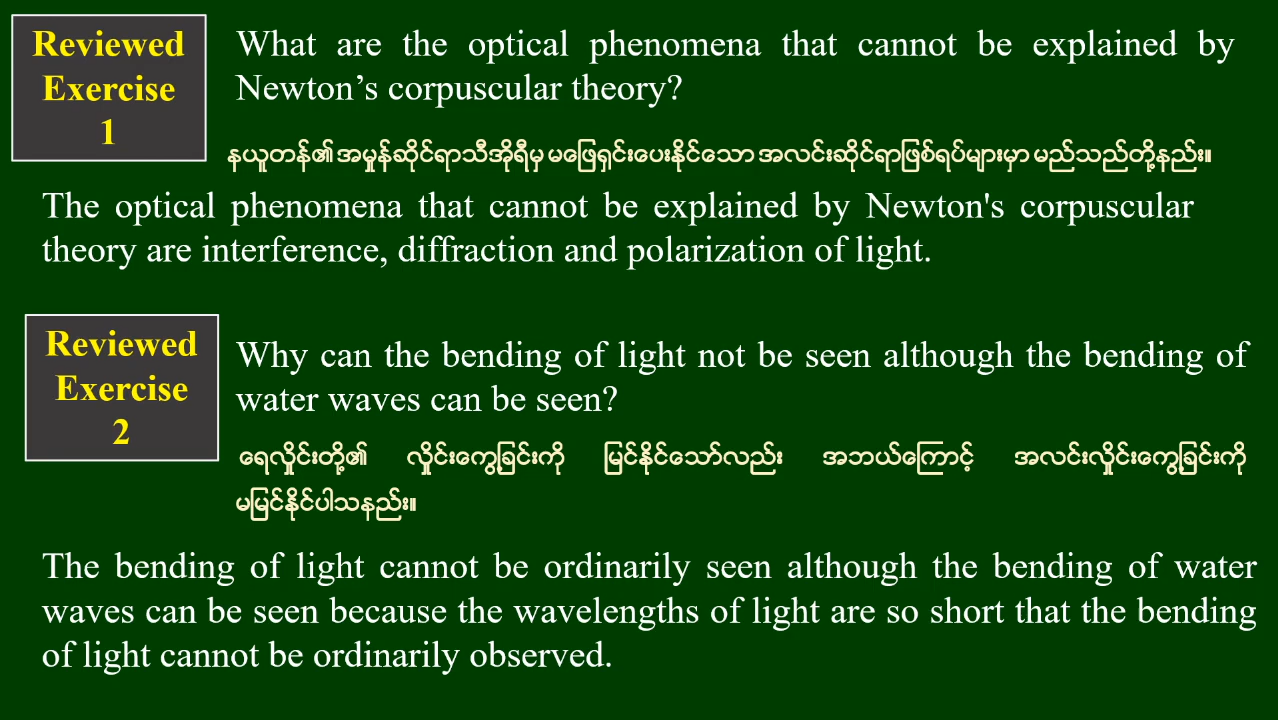 Reviewed
Exercise
1
What are the optical phenomena that cannot be explained by
Newton’s corpuscular theory?
နယူတန်၏ အမှုန်ဆိုင်ရာသီအိုရီမှ မဖြေရှင်းပေးနိုင်သော အလင်းဆိုင်ရာဖြစ်ရပ်များမှာ မည်သည်တို့နည်း။
The optical phenomena that cannot be explained by Newton's corpuscular
theory are interference, diffraction and polarization of light.
Reviewed
Exercise
2
Why can the bending of light not be seen although the bending of
water waves can be seen?
ရေလှိုင်းတို့၏ လှိုင်းကွေ့ခြင်းကို မြင်နိုင်သော်လည်း အဘယ်ကြောင့် အလင်းလှိုင်းကွေ့ခြင်းကို
မမြင်နိုင်ပါသနည်း။
The bending of light cannot be ordinarily seen although the bending of water
waves can be seen because the wavelengths of light are so short that the bending
of light cannot be ordinarily observed.